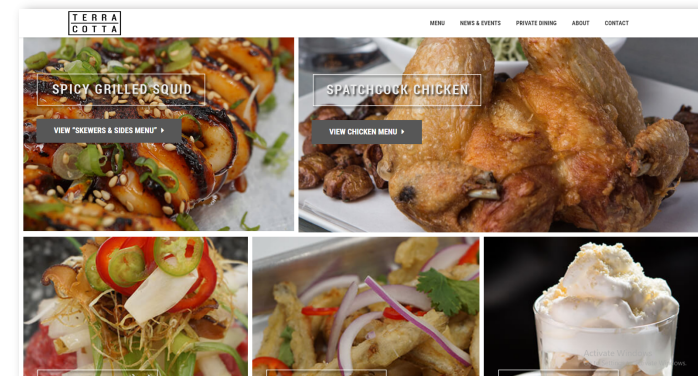 TERRA
COTTA
MENU
NEWS & EVENTS
PRIVATE DINING
ABOUT
CONTACT
SPICY GRILLED SQUID
SPATCHCOCK CHICKEN
VIEW "SKEWERS & SIDES MENU"
VIEW CHICKEN MENU
Activate